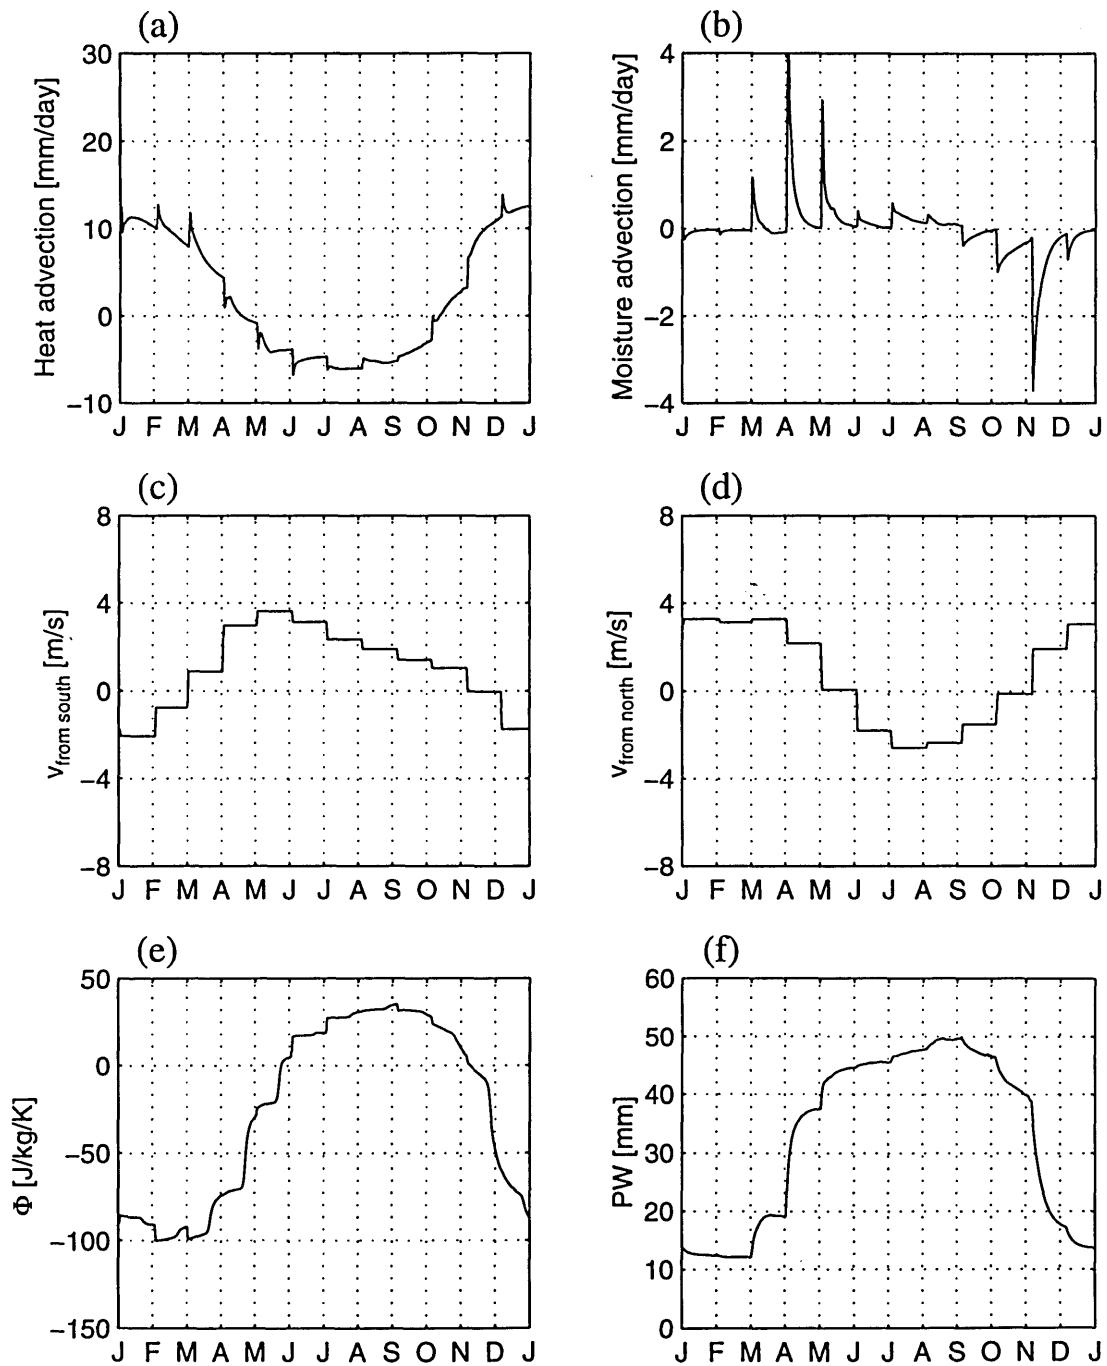 (a)
(b)
Heat advection [mm/day]
30
20
10
0
−10
J F M A M J J A S O N D J
Moisture advection [mm/day]
4
2
0
−2
−4
J F M A M J J A S O N D J
(c)
(d)
v from south [m/s]
8
4
0
−4
−8
J F M A M J J A S O N D J
v from north [m/s]
8
4
0
−4
−8
J F M A M J J A S O N D J
(e)
(f)
Φ [J/kg/K]
50
0
−50
−100
−150
J F M A M J J A S O N D J
PW [mm]
60
50
40
30
20
10
0
J F M A M J J A S O N D J